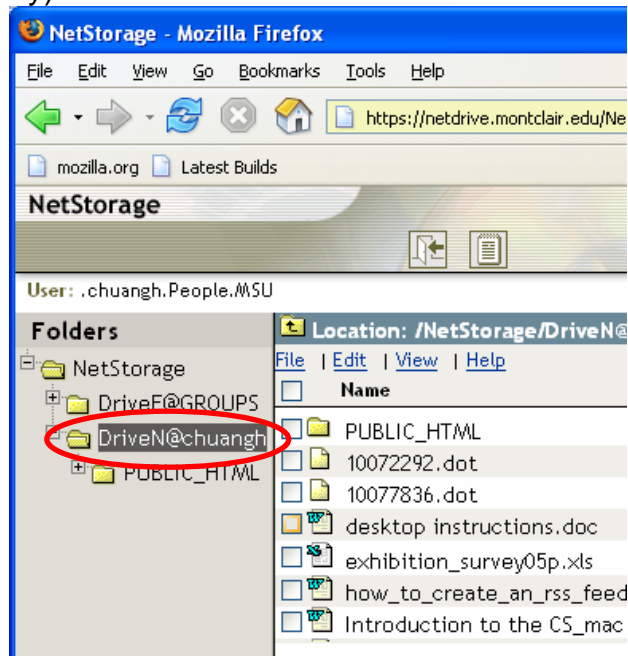 y)
NetStorage - Mozilla Firefox
File Edit View Go Bookmarks Tools Help
https://netdrive.montclair.edu/Ne
mozilla.org Latest Builds
NetStorage
User: .chuangh.People.MSU
Folders
NetStorage
DriveF@GROUPS
DriveN@chuangh
PUBLIC_HTML
Location: /NetStorage/DriveN@
File | Edit | View | Help
Name
PUBLIC_HTML
10072292.dot
10077836.dot
desktop instructions.doc
exhibition_survey05p.xls
how_to_create_an_rss_feed
Introduction to the CS_mac